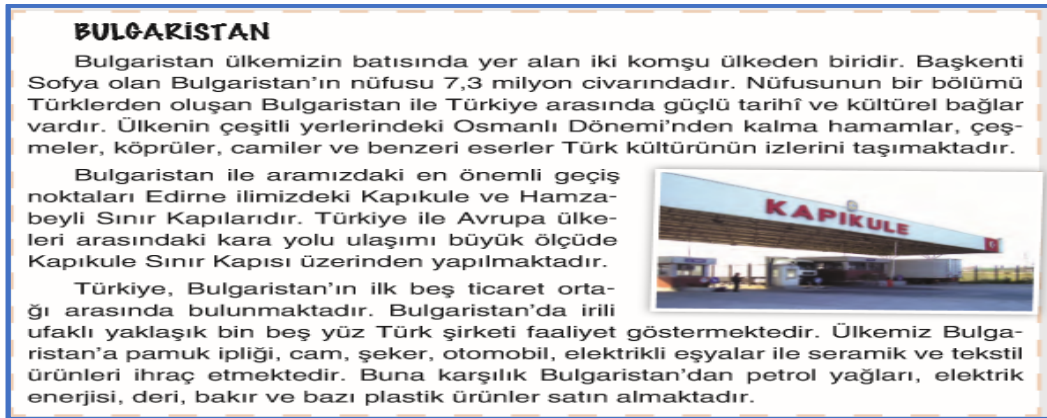 BULGARİSTAN
Bulgaristan ülkemizin batısında yer alan iki komşu ülkeden biridir. Başkenti
Sofya olan Bulgaristan'ın nüfusu 7,3 milyon civarındadır. Nüfusunun bir bölümü
Türklerden oluşan Bulgaristan ile Türkiye arasında güçlü tarihî ve kültürel bağlar
vardır. Ülkenin çeşitli yerlerindeki Osmanlı Dönemi'nden kalma hamamlar, çeş-
meler, köprüler, camiler ve benzeri eserler Türk kültürünün izlerini taşımaktadır.
Bulgaristan ile aramızdaki en önemli geçiş
noktaları Edirne ilimizdeki Kapıkule ve Hamza-
beyli Sınır Kapılarıdır. Türkiye ile Avrupa ülke-
leri arasındaki kara yolu ulaşımı büyük ölçüde
Kapıkule Sınır Kapısı üzerinden yapılmaktadır.
KAPIKULE
Türkiye, Bulgaristan'ın ilk beş ticaret orta-
ğı arasında bulunmaktadır. Bulgaristan'da irili
ufaklı yaklaşık bin beş yüz Türk şirketi faaliyet göstermektedir. Ülkemiz Bulga-
ristan'a pamuk ipliği, cam, şeker, otomobil, elektrikli eşyalar ile seramik ve tekstil
ürünleri ihraç etmektedir. Buna karşılık Bulgaristan'dan petrol yağları, elektrik
enerjisi, deri, bakır ve bazı plastik ürünler satın almaktadır.